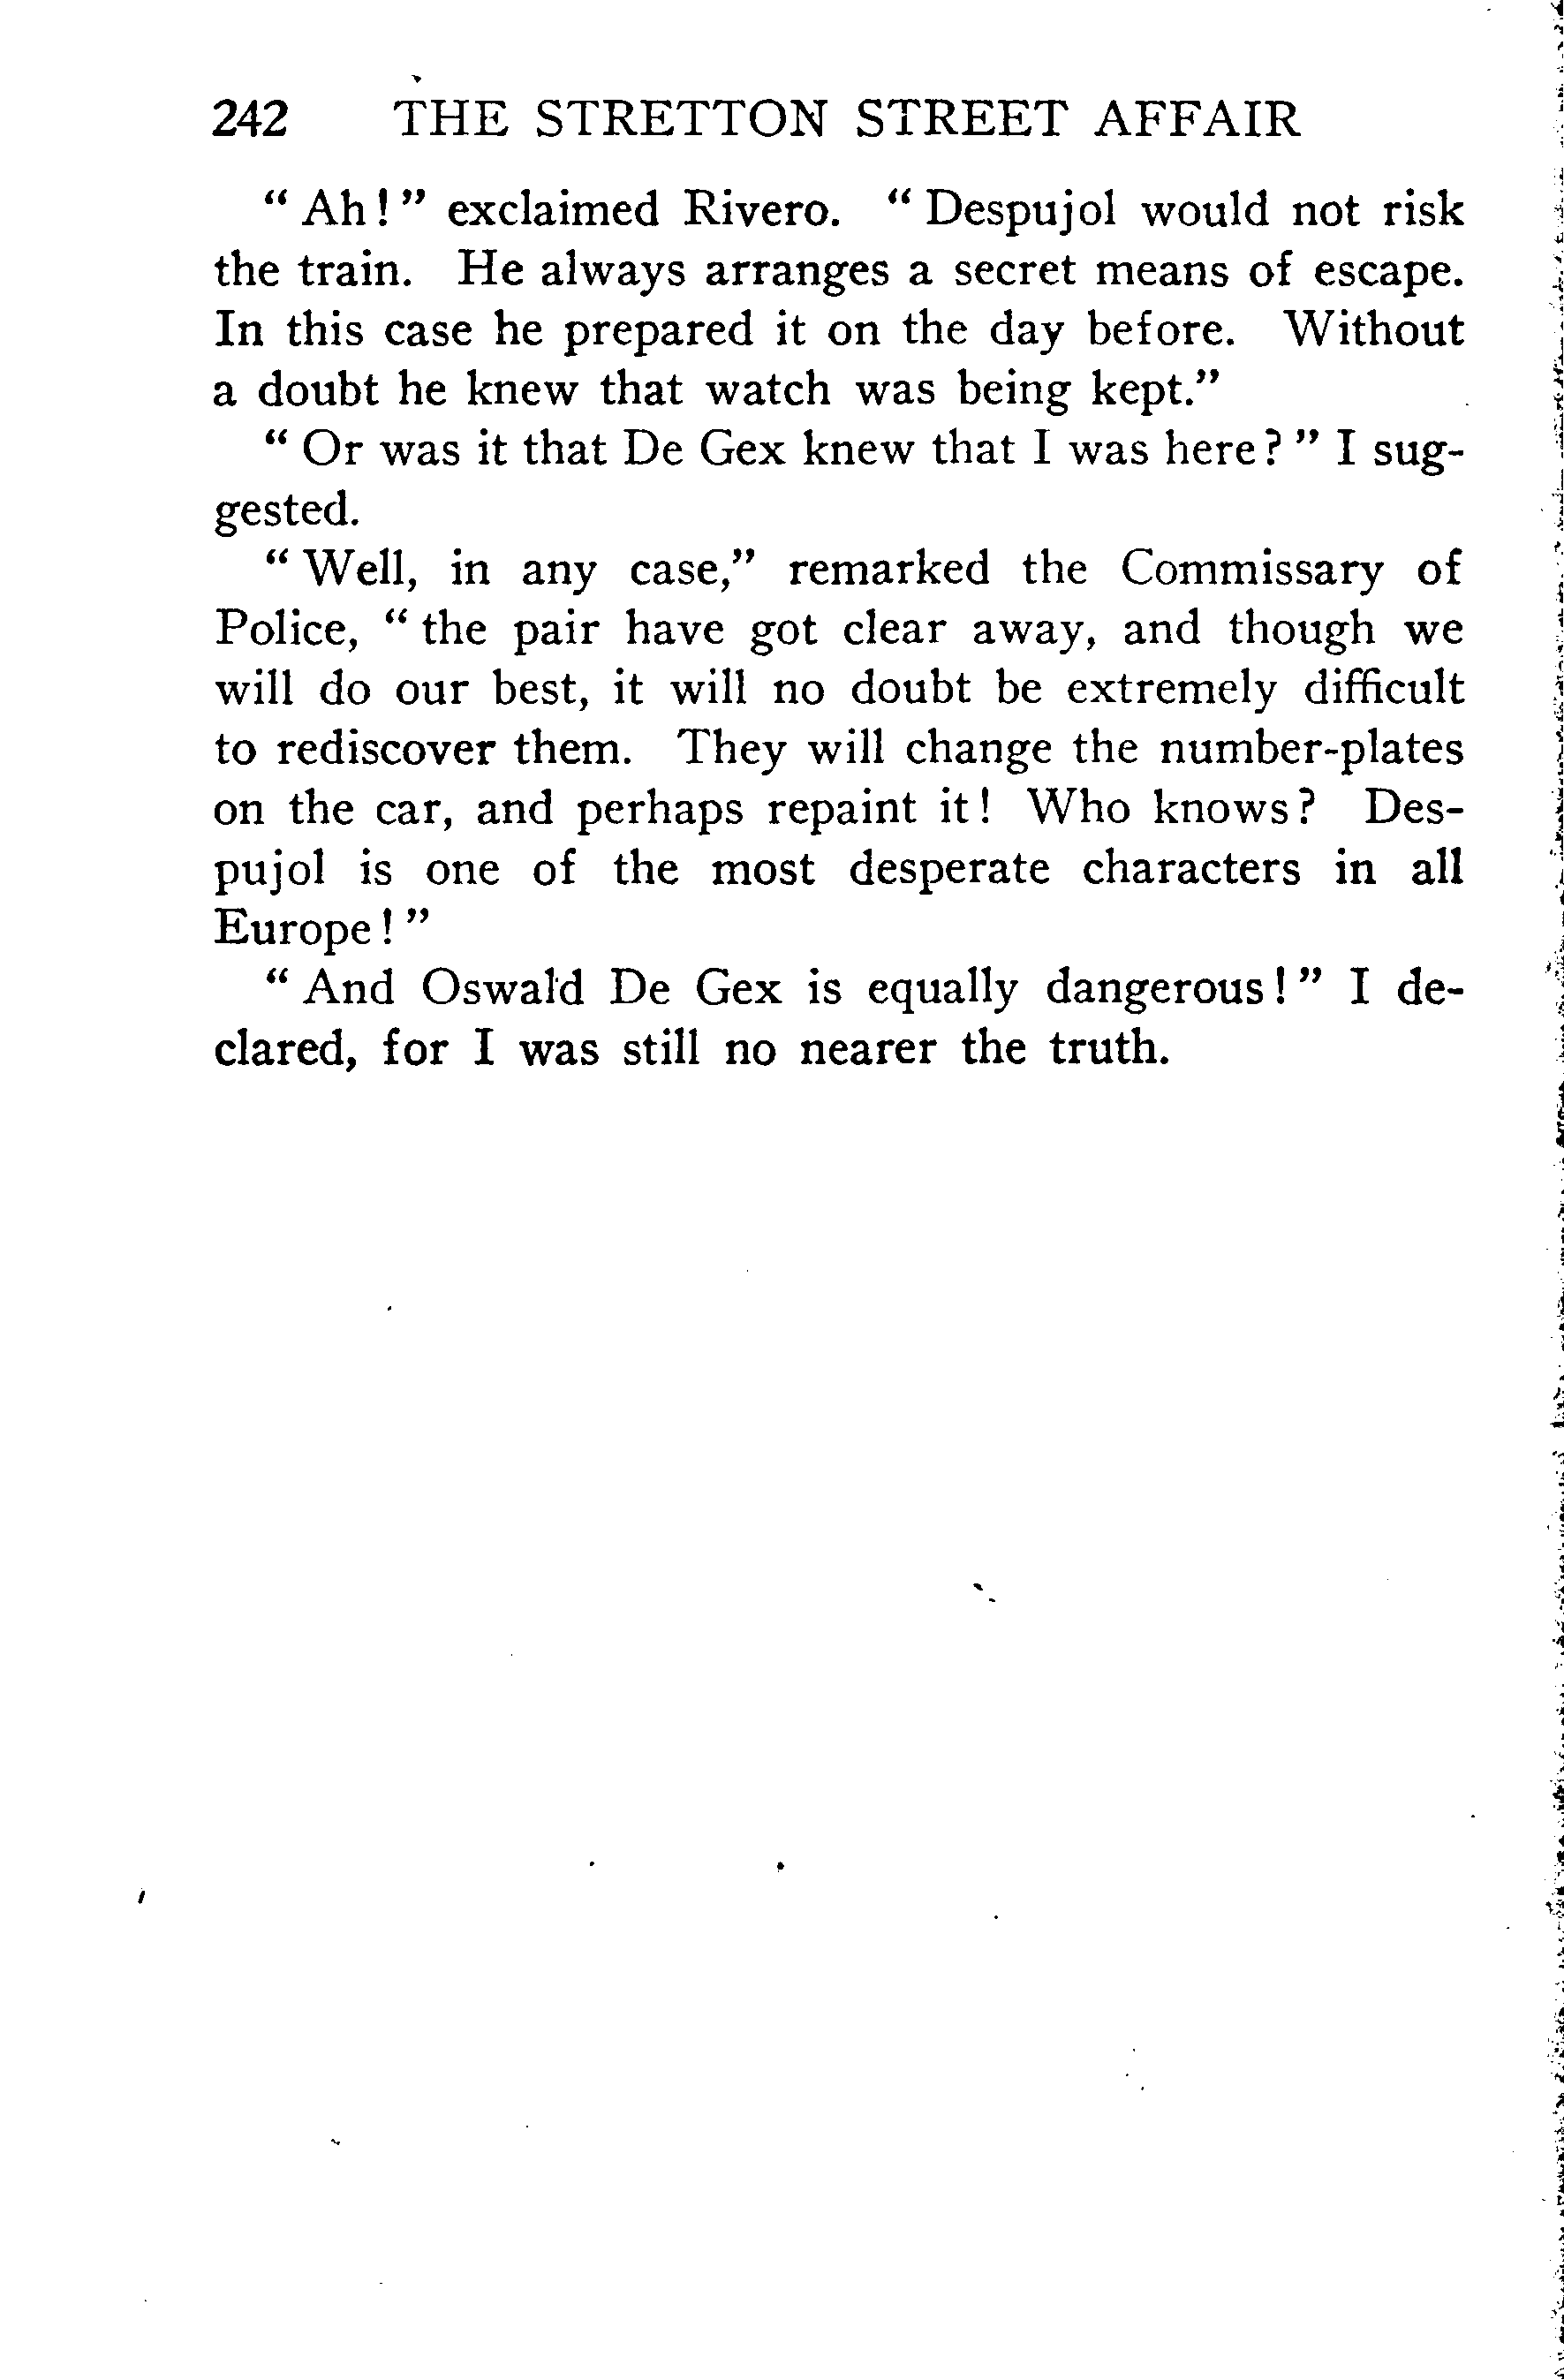 242 THE STRETTON STREET AFFAIR
“ Ah ! ” exclaimed Rivero. “ Despujol would not risk
the train. He always arranges a secret means of escape.
In this case he prepared it on the day before. Without
a doubt he knew that watch was being kept.”
“ Or was it that De Gex knew that I was here ? ” I sug-
gested.
“ Well, in any case,” remarked the Commissary of
Police, “ the pair have got clear away, and though we
will do our best, it will no doubt be extremely difficult
to rediscover them. They will change the number-plates
on the car, and perhaps repaint it ! Who knows ? Des-
pujol is one of the most desperate characters in all
Europe ! ”
“ And Oswald De Gex is equally dangerous ! ” I de-
clared, for I was still no nearer the truth.